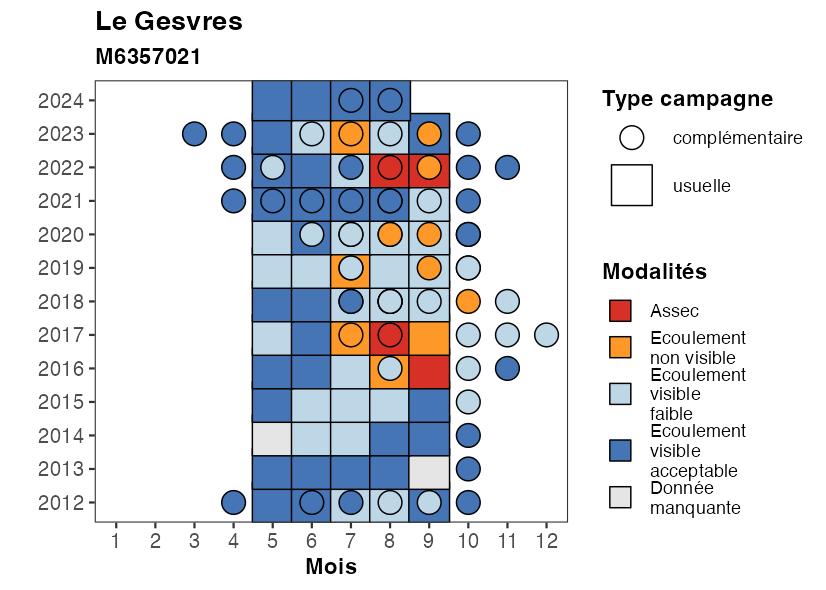 Le Gesvres
M6357021
2024
2023
2022
2021
2020
2019
2018
2017
2016
2015
2014
2013
2012
1 2 3 4 5 6 7 8 9 10 11 12
Mois
Type campagne
complémentaire
usuelle
Modalités
Assec
Ecoulement
non visible
Ecoulement
visible
faible
Ecoulement
visible
acceptable
Donnée
manquante